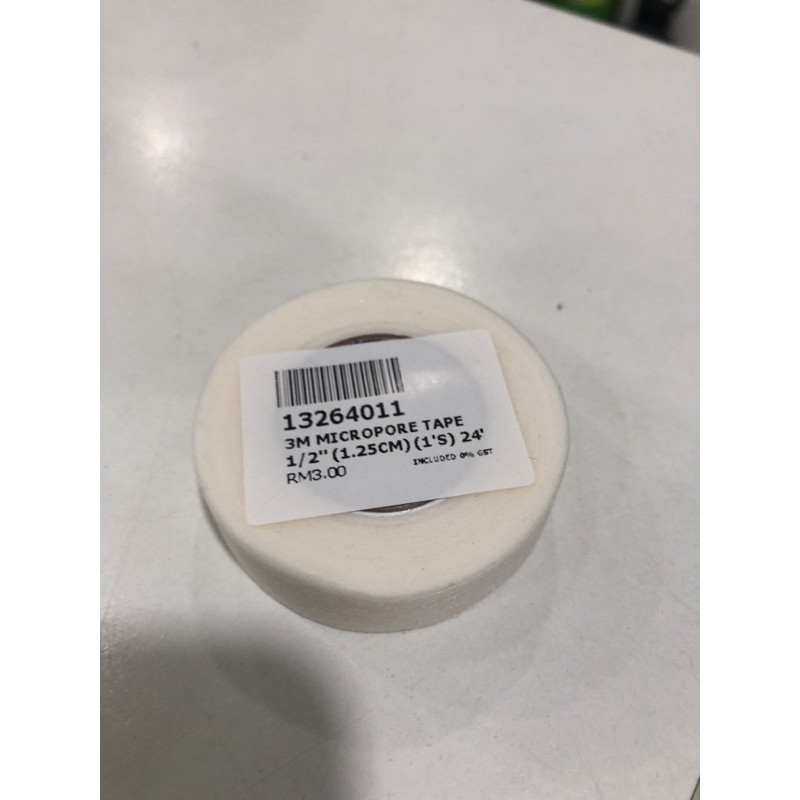 13264011
3M MICROPORE TAPE
1/2" (1.25CM) (1'S) 24'
INCLUDED 0% GST
RM3.00